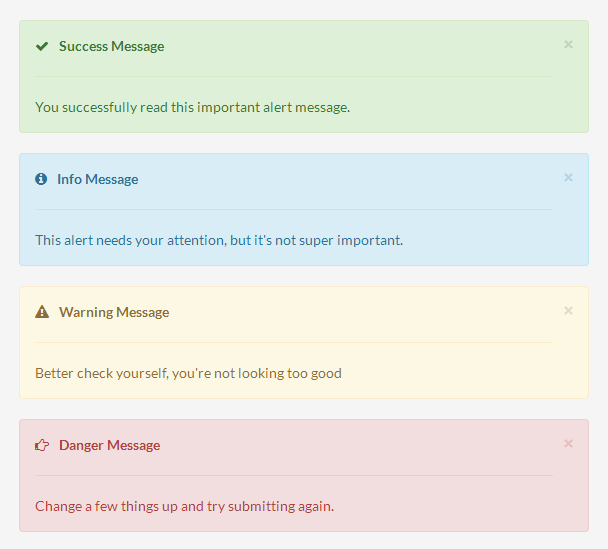 Success Message
×
You successfully read this important alert message.
Info Message
×
This alert needs your attention, but it's not super important.
Warning Message
×
Better check yourself, you're not looking too good
Danger Message
×
Change a few things up and try submitting again.